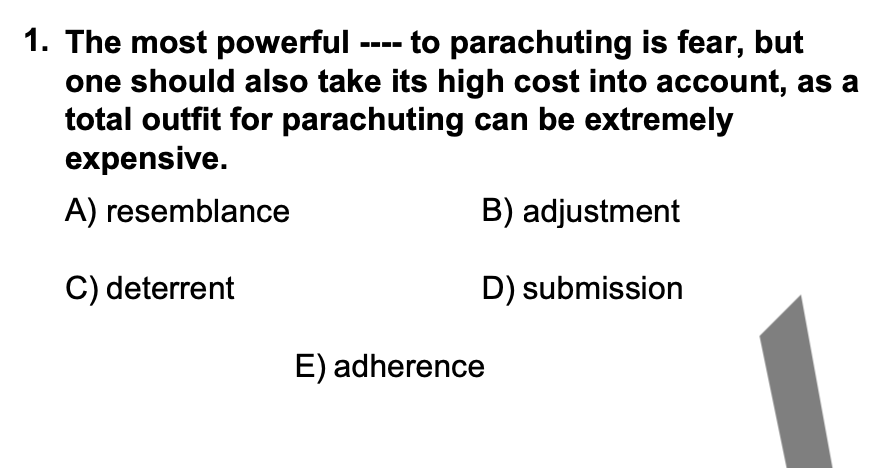 1. The most powerful ---- to parachuting is fear, but
one should also take its high cost into account, as a
total outfit for parachuting can be extremely
expensive.
A) resemblance B) adjustment
C) deterrent D) submission
E) adherence